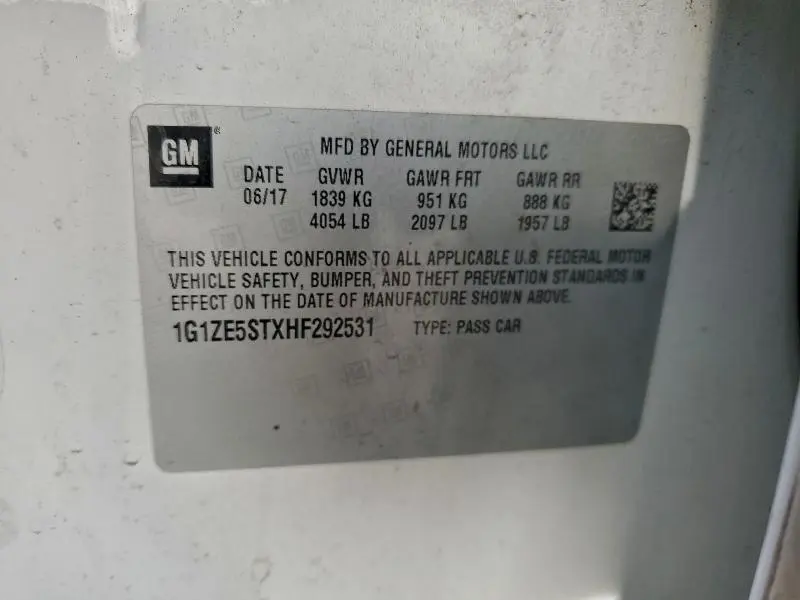 GM
MFD BY GENERAL MOTORS LLC
DATE GVWR GAWR FRT GAWR RR
06/17 1839 KG 951 KG 888 KG
4054 LB 2097 LB 1957 LB
THIS VEHICLE CONFORMS TO ALL APPLICABLE U.S. FEDERAL MOTOR
VEHICLE SAFETY, BUMPER, AND THEFT PREVENTION STANDARDS IN
EFFECT ON THE DATE OF MANUFACTURE SHOWN ABOVE.
1G1ZE5STXHF292531 TYPE: PASS CAR